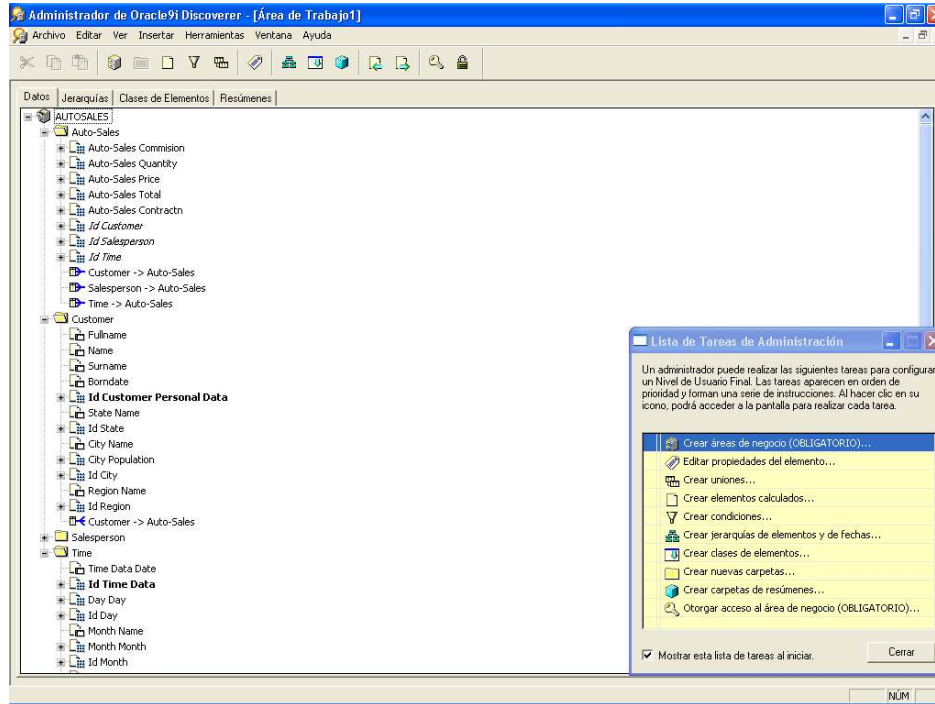 Administrador de Oracle9i Discoverer - [Área de Trabajo1]
Archivo Editar Ver Insertar Herramientas Ventana Ayuda
Datos Jerarquías Clases de Elementos Resúmenes
AUTOSALES
Auto-Sales
Auto-Sales Commision
Auto-Sales Quantity
Auto-Sales Price
Auto-Sales Total
Auto-Sales Contractn
Id Customer
Id Salesperson
Id Time
Customer -> Auto-Sales
Salesperson -> Auto-Sales
Time -> Auto-Sales
Customer
Fullname
Name
Surname
Borndate
Id Customer Personal Data
State Name
Id State
City Name
City Population
Id City
Region Name
Id Region
Customer -> Auto-Sales
Salesperson
Time
Time Data Date
Id Time Data
Day Day
Id Day
Month Name
Month Month
Id Month
Lista de Tareas de Administración
Un administrador puede realizar las siguientes tareas para configurar
un Nivel de Usuario Final. Las tareas aparecen en orden de
prioridad y forman una serie de instrucciones. Al hacer clic en su
icono, podrá acceder a la pantalla para realizar cada tarea.
Crear áreas de negocio (OBLIGATORIO)...
Editar propiedades del elemento...
Crear uniones...
Crear elementos calculados...
Crear condiciones...
Crear jerarquías de elementos y de fechas...
Crear clases de elementos...
Crear nuevas carpetas...
Crear carpetas de resúmenes...
Otorgar acceso al área de negocio (OBLIGATORIO)...
Mostrar esta lista de tareas al iniciar.
Cerrar
NÚM